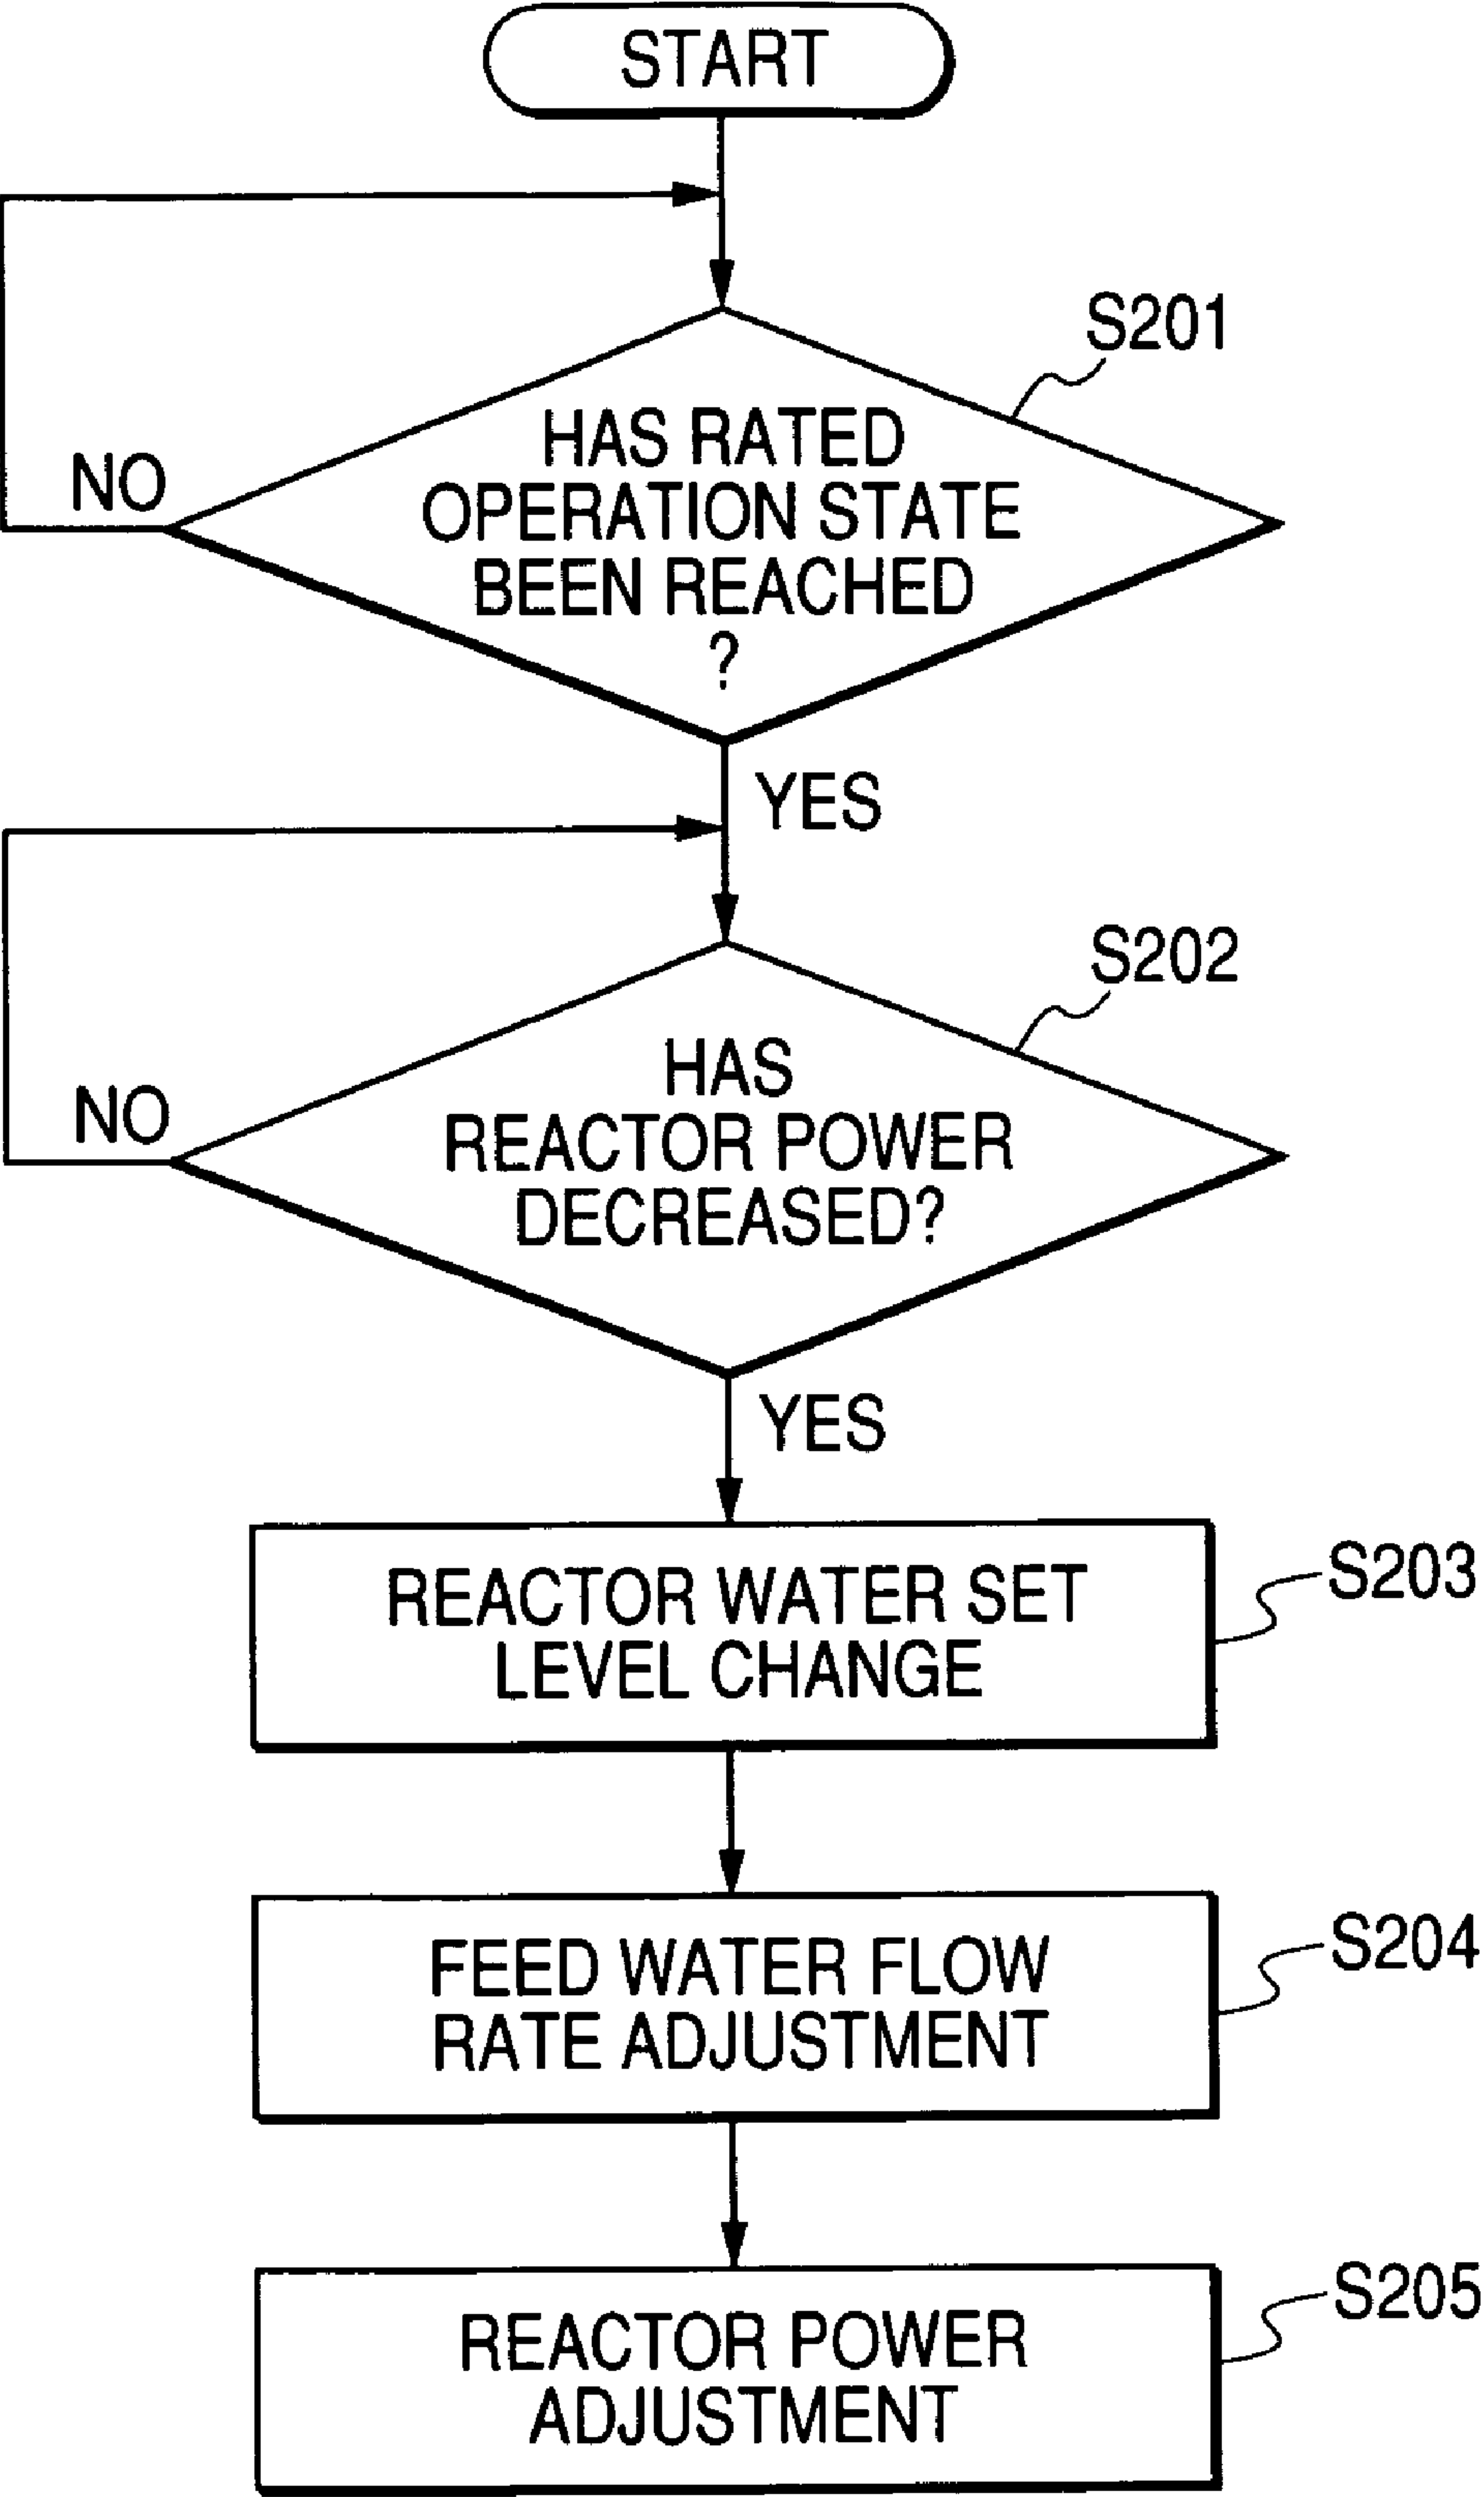 START
S201
HAS RATED
OPERATION STATE
BEEN REACHED
?
NO
YES
S202
HAS
REACTOR POWER
DECREASED?
NO
YES
REACTOR WATER SET
LEVEL CHANGE
S203
FEED WATER FLOW
RATE ADJUSTMENT
S204
REACTOR POWER
ADJUSTMENT
S205